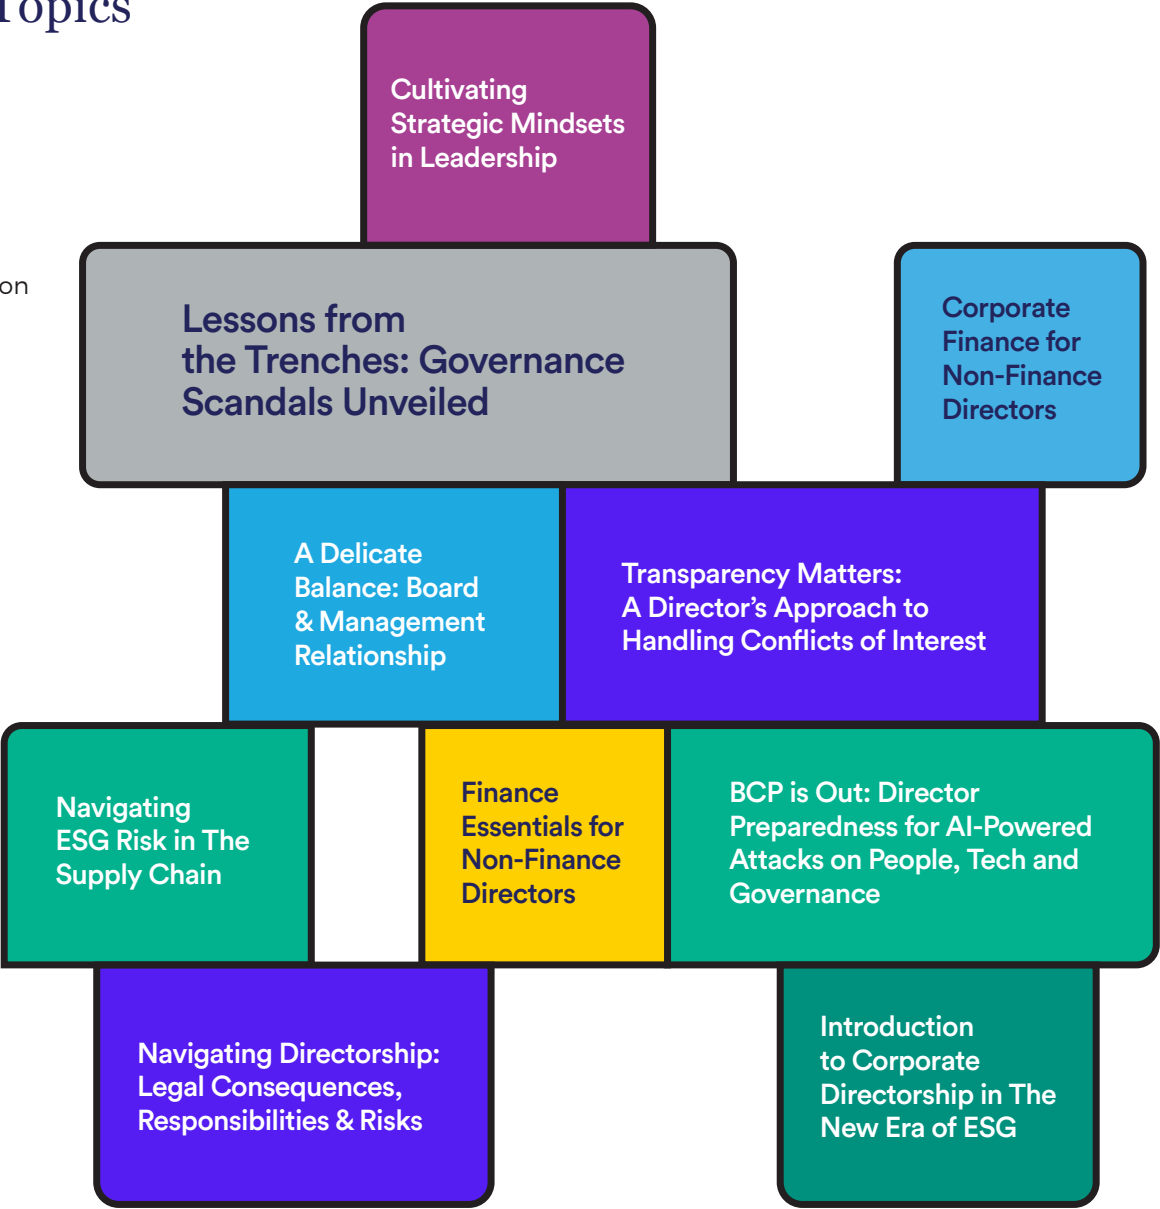 Topics
Cultivating
Strategic Mindsets
in Leadership
on
Lessons from
the Trenches: Governance
Scandals Unveiled
Corporate
Finance for
Non-Finance
Directors
A Delicate
Balance: Board
& Management
Relationship
Transparency Matters:
A Director’s Approach to
Handling Conflicts of Interest
Navigating
ESG Risk in The
Supply Chain
Finance
Essentials for
Non-Finance
Directors
BCP is Out: Director
Preparedness for AI-Powered
Attacks on People, Tech and
Governance
Navigating Directorship:
Legal Consequences,
Responsibilities & Risks
Introduction
to Corporate
Directorship in The
New Era of ESG